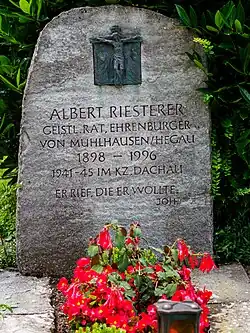 ALBERT RIESTERER
GEISTL. RAT, EHRENBÜRGER
VON MÜHLHAUSEN/HEGAU
1898 – 1996
1941-45 IM KZ. DACHAU
ER RIEF, DIE ER WOLLTE.
JOH.